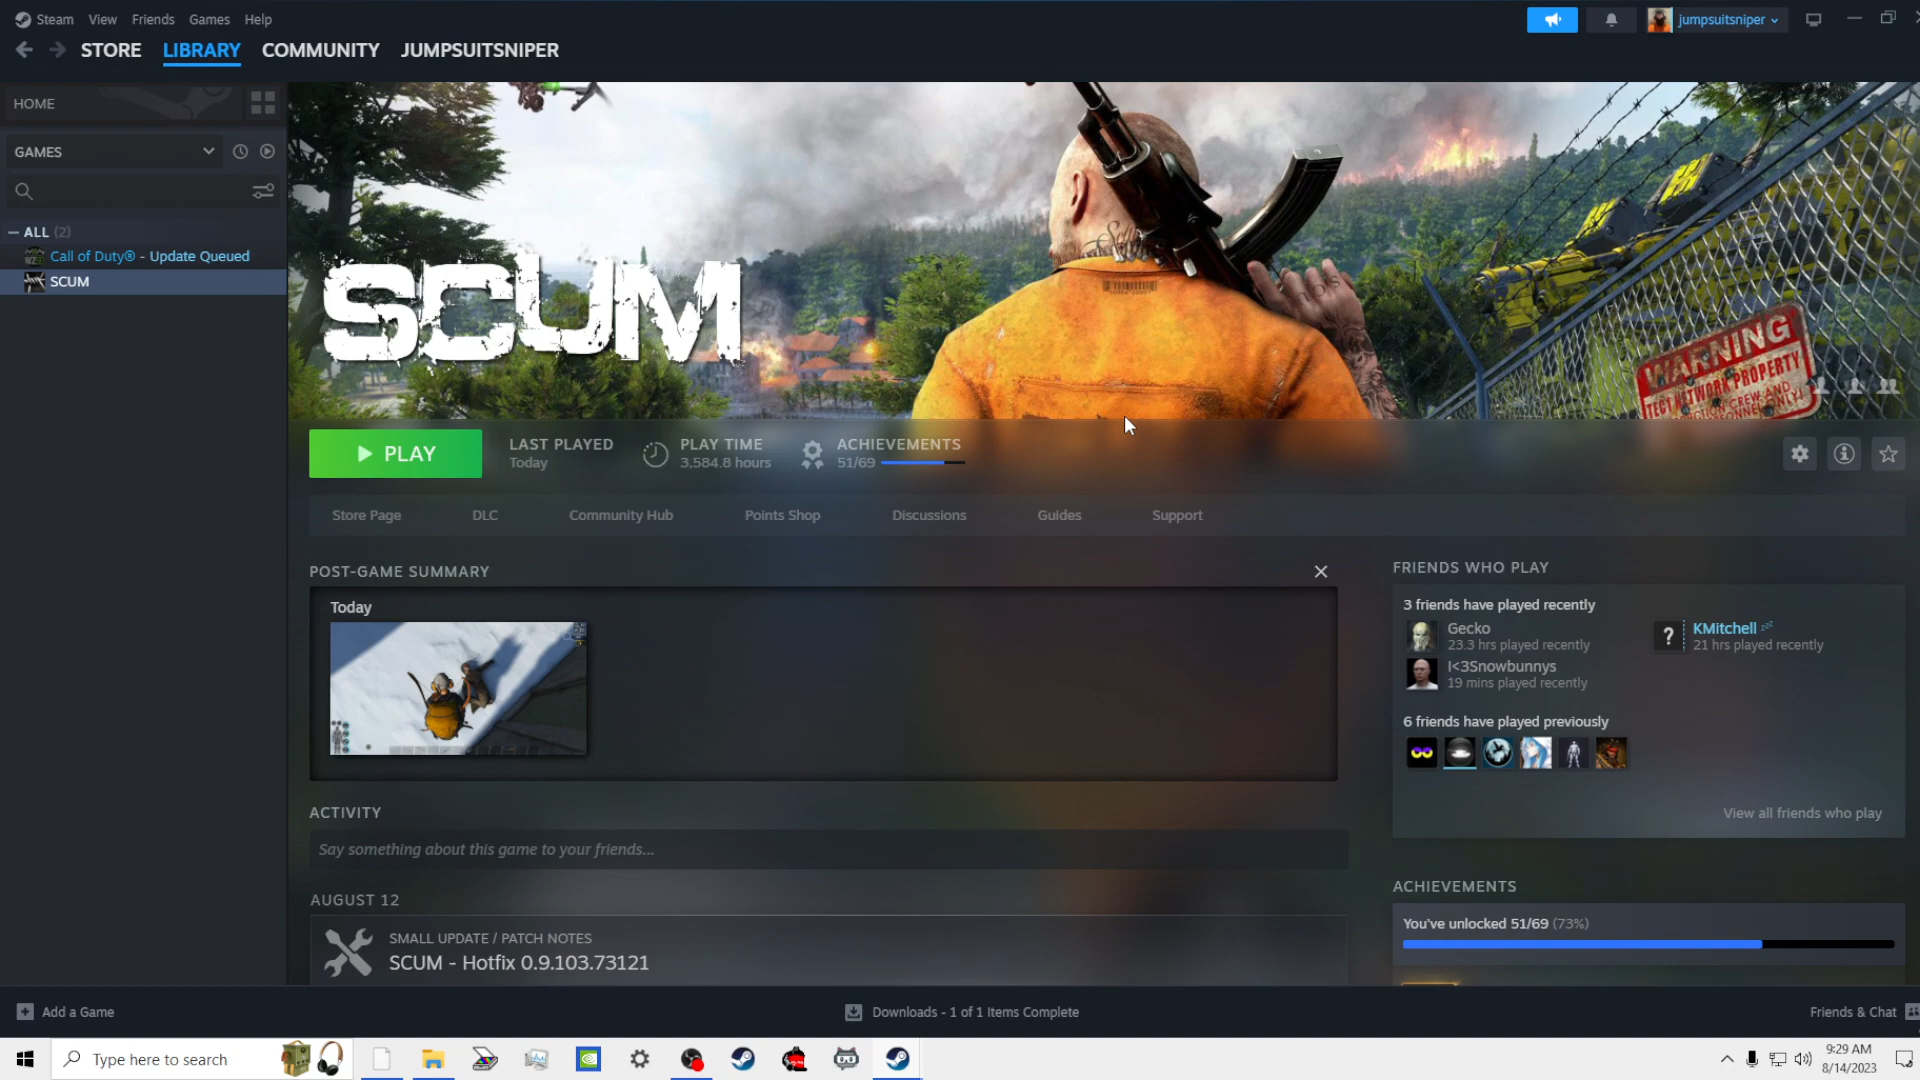 Steam View Friends Games Help
jumpsuitsniper
STORE LIBRARY COMMUNITY JUMPSUITSNIPER
HOME
GAMES
ALL (2)
Call of Duty® - Update Queued
SCUM
SCUM
WARNING
PLAY
LAST PLAYED
Today
PLAY TIME
3,584.8 hours
ACHIEVEMENTS
51/69
Store Page DLC Community Hub Points Shop Discussions Guides Support
POST-GAME SUMMARY
Today
FRIENDS WHO PLAY
3 friends have played recently
Gecko
23.3 hrs played recently
KMitchell zzz
21 hrs played recently
I<3Snowbunnys
19 mins played recently
6 friends have played previously
View all friends who play
ACTIVITY
Say something about this game to your friends...
AUGUST 12
SMALL UPDATE / PATCH NOTES
SCUM - Hotfix 0.9.103.73121
ACHIEVEMENTS
You've unlocked 51/69 (73%)
Add a Game
Downloads - 1 of 1 Items Complete
Friends & Chat
Type here to search
9:29 AM
8/14/2023